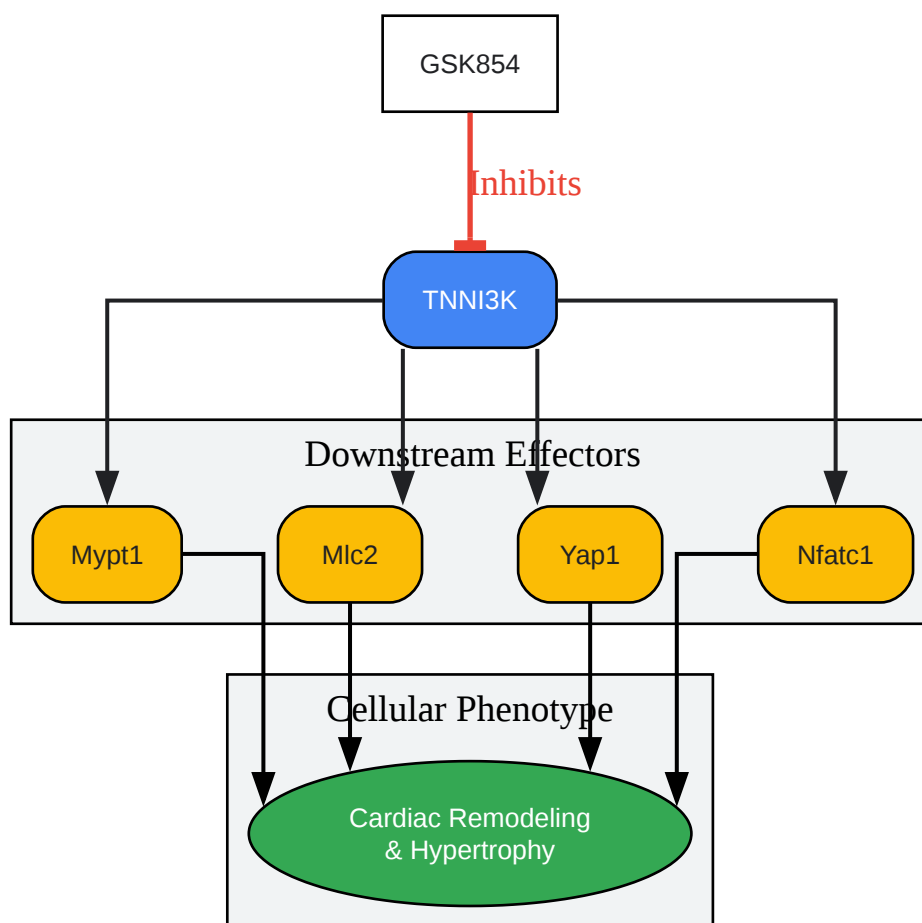 GSK854
Inhibits
TNNI3K
Downstream Effectors
Mypt1
Mlc2
Yap1
Nfatc1
Cellular Phenotype
Cardiac Remodeling
& Hypertrophy